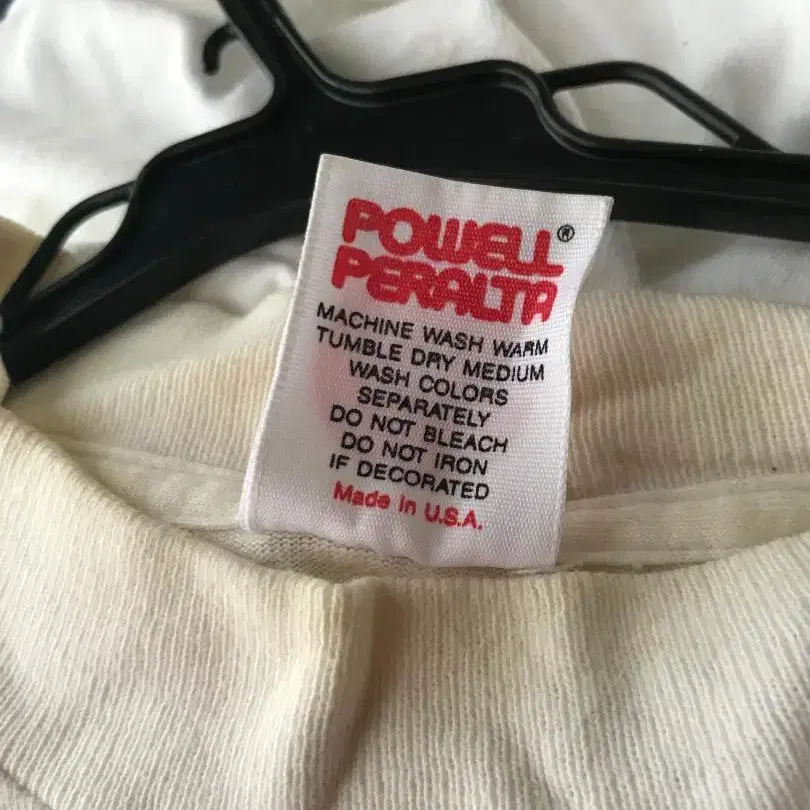 POWELL®
PERALTA
MACHINE WASH WARM
TUMBLE DRY MEDIUM
WASH COLORS
SEPARATELY
DO NOT BLEACH
DO NOT IRON
IF DECORATED
Made in U.S.A.